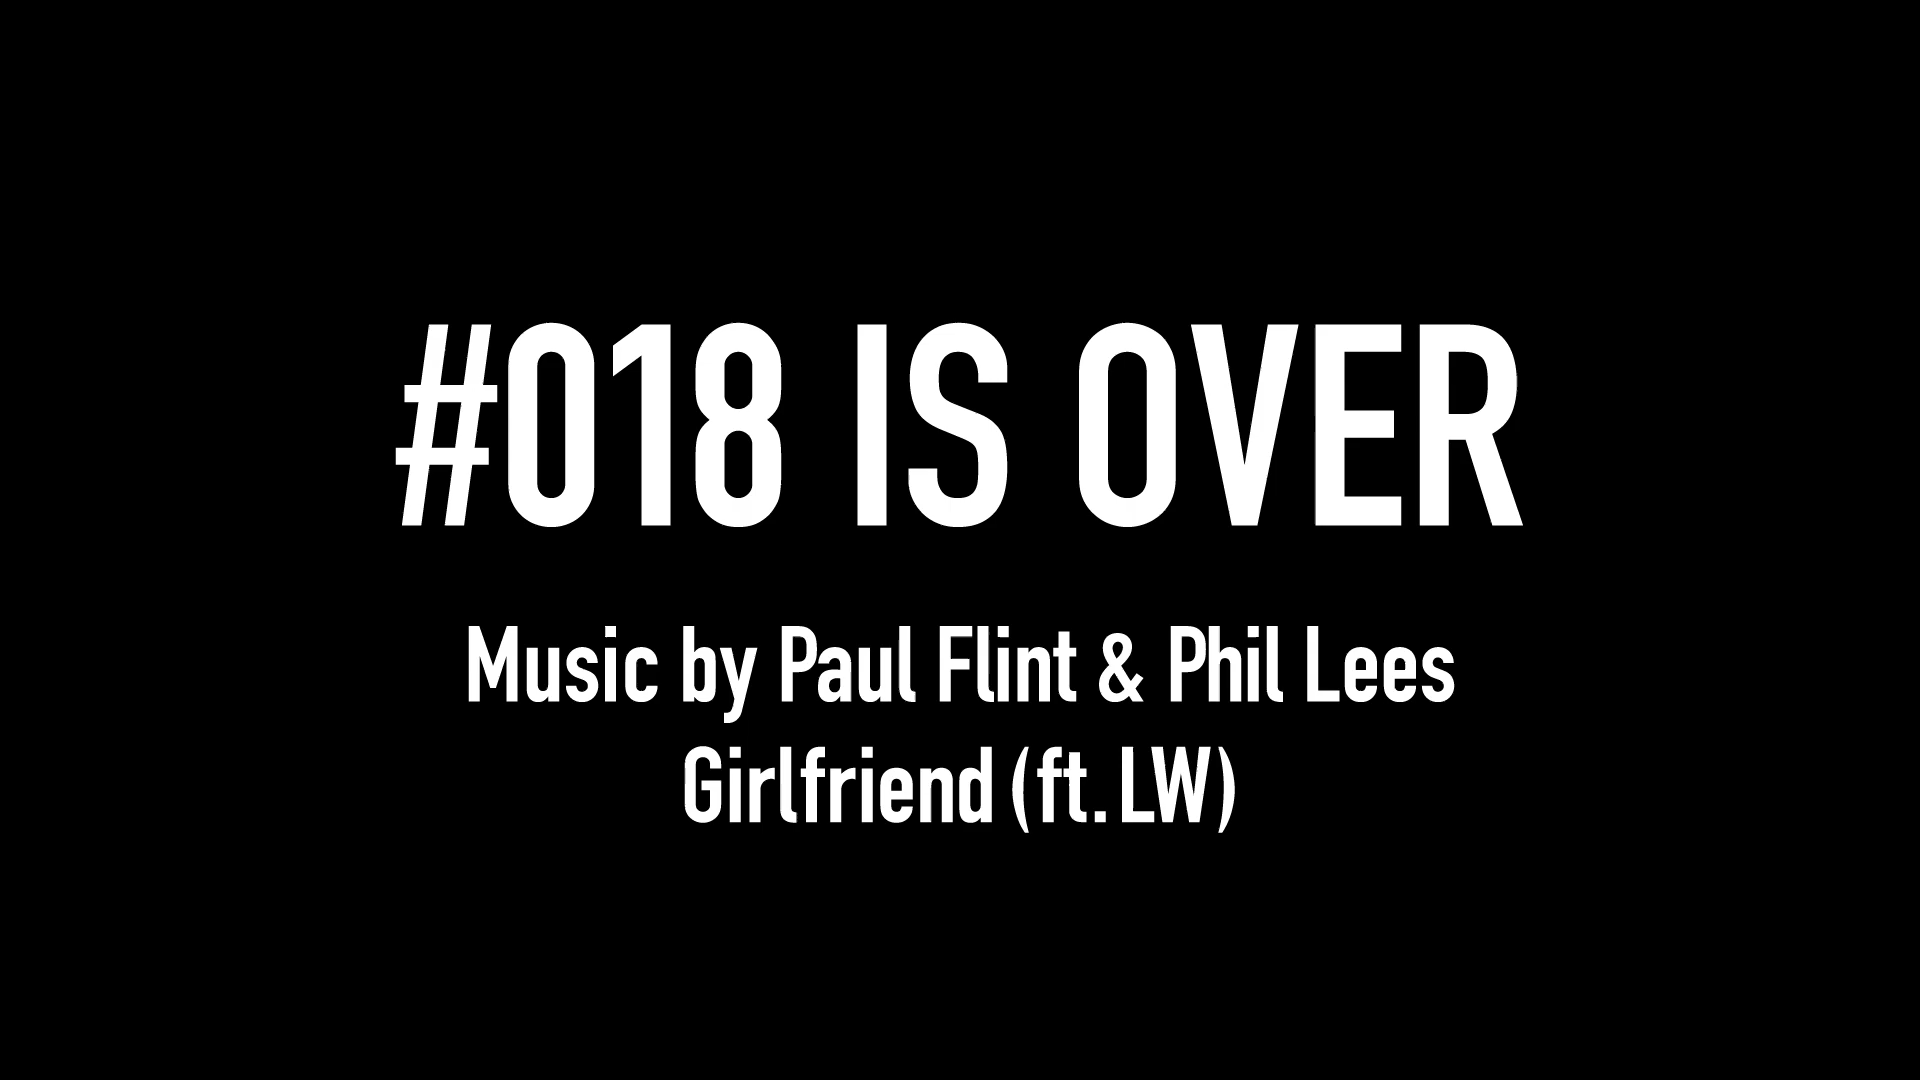 #018 IS OVER
Music by Paul Flint & Phil Lees
Girlfriend (ft. LW)